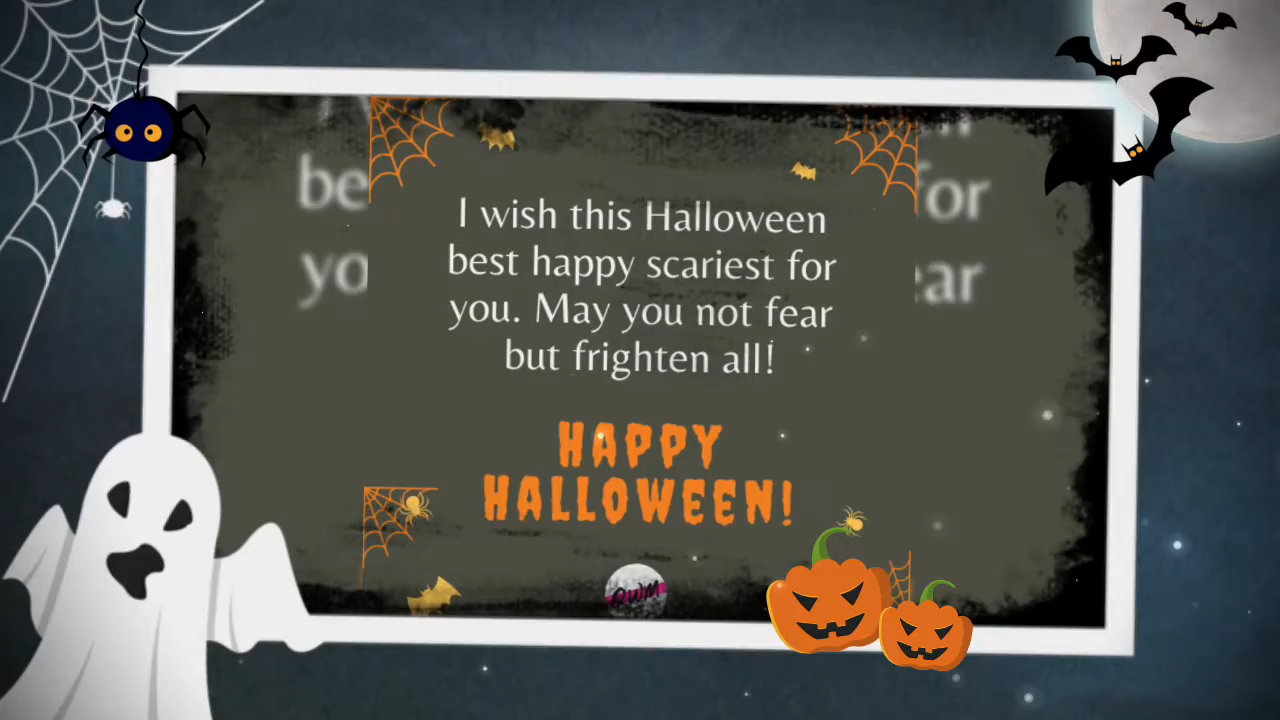 I wish this Halloween
best happy scariest for
you. May you not fear
but frighten all!
HAPPY
HALLOWEEN!